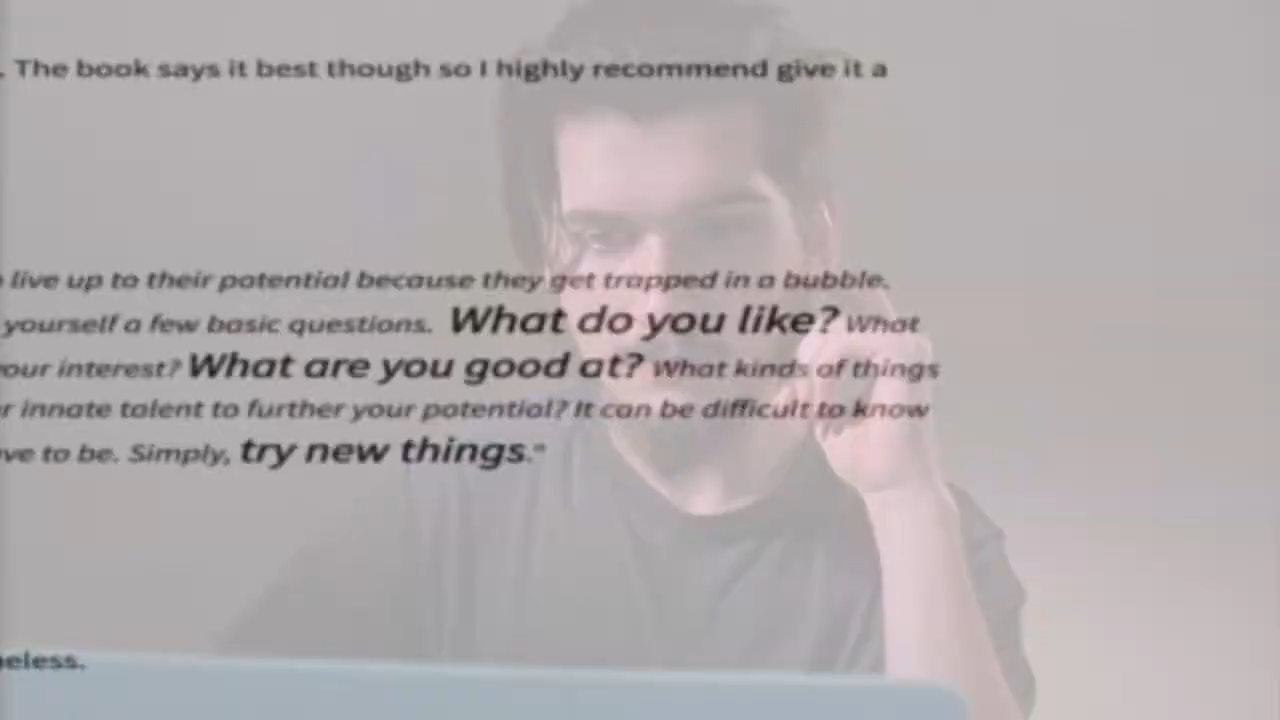 . The book says it best though so I highly recommend give it a
live up to their potential because they get trapped in a bubble.
yourself a few basic questions. What do you like? What
our interest? What are you good at? What kinds of things
r innate talent to further your potential? It can be difficult to know
ve to be. Simply, try new things."
eless.